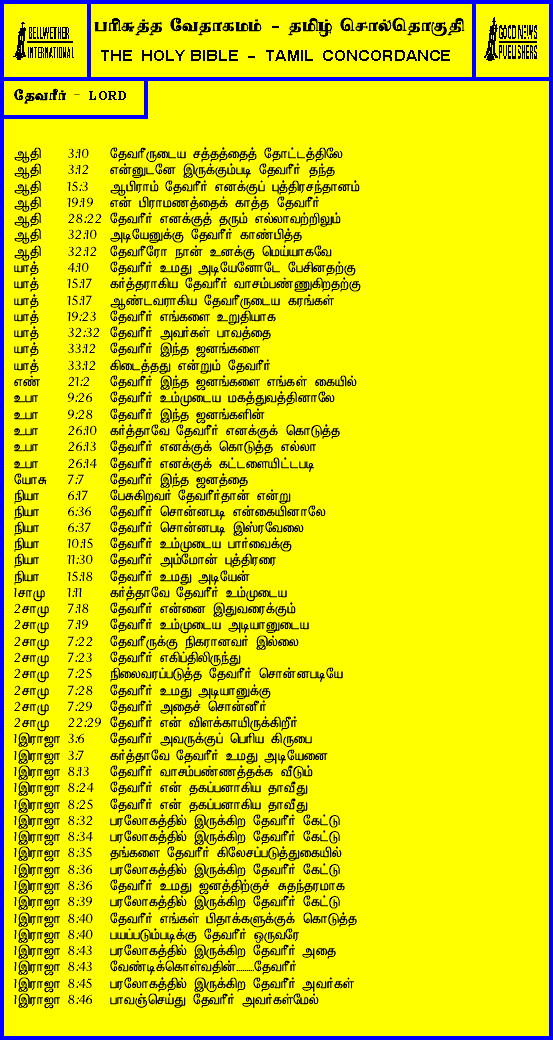 BELLWETHER
INTERNATIONAL
பரிசுத்த வேதாகமம் - தமிழ் சொல்தொகுதி
THE HOLY BIBLE - TAMIL CONCORDANCE
GOOD NEWS
PUBLISHERS
தேவரீர் - LORD
ஆதி 3:10 தேவரீருடைய சத்தத்தைத் தோட்டத்திலே
ஆதி 3:12 என்னுடனே இருக்கும்படி தேவரீர் தந்த
ஆதி 15:3 ஆபிராம் தேவரீர் எனக்குப் புத்திரசந்தானம்
ஆதி 19:19 என் பிராமணத்தைக் காத்த தேவரீர்
ஆதி 28:22 தேவரீர் எனக்குத் தரும் எல்லாவற்றிலும்
ஆதி 32:10 அடியேனுக்கு தேவரீர் காண்பித்த
ஆதி 32:12 தேவரீரோ நான் உனக்கு மெய்யாகவே
யாத் 4:10 தேவரீர் உமது அடியேனோடே பேசினதற்கு
யாத் 15:17 கர்த்தராகிய தேவரீர் வாசம்பண்ணுகிறதற்கு
யாத் 15:17 ஆண்டவராகிய தேவரீருடைய கரங்கள்
யாத் 19:23 தேவரீர் எங்களை உறுதியாக
யாத் 32:32 தேவரீர் அவர்கள் பாவத்தை
யாத் 33:12 தேவரீர் இந்த ஜனங்களை
யாத் 33:12 கிடைத்தது என்றும் தேவரீர்
எண் 21:2 தேவரீர் இந்த ஜனங்களை எங்கள் கையில்
உபா 9:26 தேவரீர் உம்முடைய மகத்துவத்தினாலே
உபா 9:28 தேவரீர் இந்த ஜனங்களின்
உபா 26:10 கர்த்தாவே தேவரீர் எனக்குக் கொடுத்த
உபா 26:13 தேவரீர் எனக்குக் கொடுத்த எல்லா
உபா 26:14 தேவரீர் எனக்குக் கட்டளையிட்டபடி
யோசு 7:7 தேவரீர் இந்த ஜனத்தை
நியா 6:17 பேசுகிறவர் தேவரீர்தான் என்று
நியா 6:36 தேவரீர் சொன்னபடி என்கையினாலே
நியா 6:37 தேவரீர் சொன்னபடி இஸ்ரவேலை
நியா 10:15 தேவரீர் உம்முடைய பார்வைக்கு
நியா 11:30 தேவரீர் அம்மோன் புத்திரரை
நியா 15:18 தேவரீர் உமது அடியேன்
1சாமு 1:11 கர்த்தாவே தேவரீர் உம்முடைய
2சாமு 7:18 தேவரீர் என்னை இதுவரைக்கும்
2சாமு 7:19 தேவரீர் உம்முடைய அடியானுடைய
2சாமு 7:22 தேவரீருக்கு நிகரானவர் இல்லை
2சாமு 7:23 தேவரீர் எகிப்திலிருந்து
2சாமு 7:25 நிலைவரப்படுத்த தேவரீர் சொன்னபடியே
2சாமு 7:28 தேவரீர் உமது அடியானுக்கு
2சாமு 7:29 தேவரீர் அதைச் சொன்னீர்
2சாமு 22:29 தேவரீர் என் விளக்காயிருக்கிறீர்
1இராஜா 3:6 தேவரீர் அவருக்குப் பெரிய கிருபை
1இராஜா 3:7 கர்த்தாவே தேவரீர் உமது அடியேனை
1இராஜா 8:13 தேவரீர் வாசம்பண்ணத்தக்க வீடும்
1இராஜா 8:24 தேவரீர் என் தகப்பனாகிய தாவீது
1இராஜா 8:25 தேவரீர் என் தகப்பனாகிய தாவீது
1இராஜா 8:32 பரலோகத்தில் இருக்கிற தேவரீர் கேட்டு
1இராஜா 8:34 பரலோகத்தில் இருக்கிற தேவரீர் கேட்டு
1இராஜா 8:35 தங்களை தேவரீர் கிலேசப்படுத்துகையில்
1இராஜா 8:36 பரலோகத்தில் இருக்கிற தேவரீர் கேட்டு
1இராஜா 8:36 தேவரீர் உமது ஜனத்திற்குச் சுதந்தரமாக
1இராஜா 8:39 பரலோகத்தில் இருக்கிற தேவரீர் கேட்டு
1இராஜா 8:40 தேவரீர் எங்கள் பிதாக்களுக்குக் கொடுத்த
1இராஜா 8:40 பயப்படும்படிக்கு தேவரீர் ஒருவரே
1இராஜா 8:43 பரலோகத்தில் இருக்கிற தேவரீர் அதை
1இராஜா 8:43 வேண்டிக்கொள்வதின்.......தேவரீர்
1இராஜா 8:45 பரலோகத்தில் இருக்கிற தேவரீர் அவர்கள்
1இராஜா 8:46 பாவஞ்செய்து தேவரீர் அவர்கள்மேல்